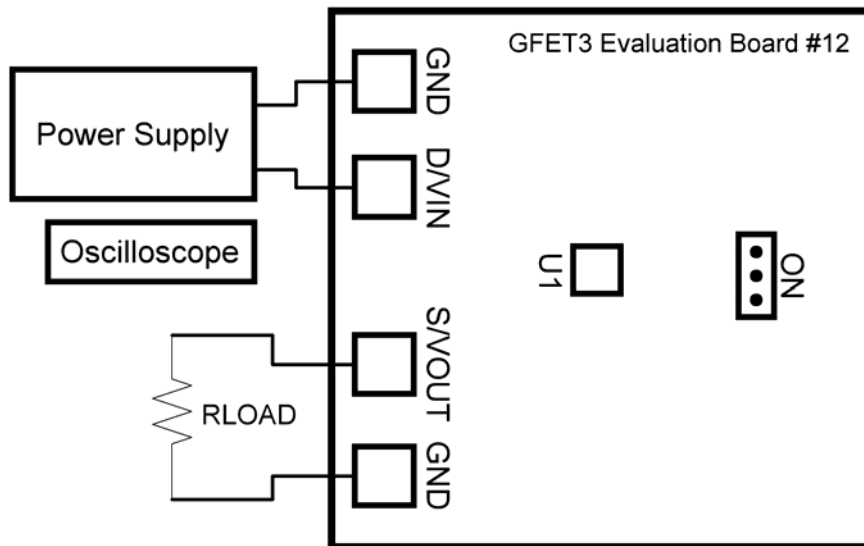 GFET3 Evaluation Board #12
GND
Power Supply
D/VIN
Oscilloscope
U1
ON
S/VOUT
RLOAD
GND